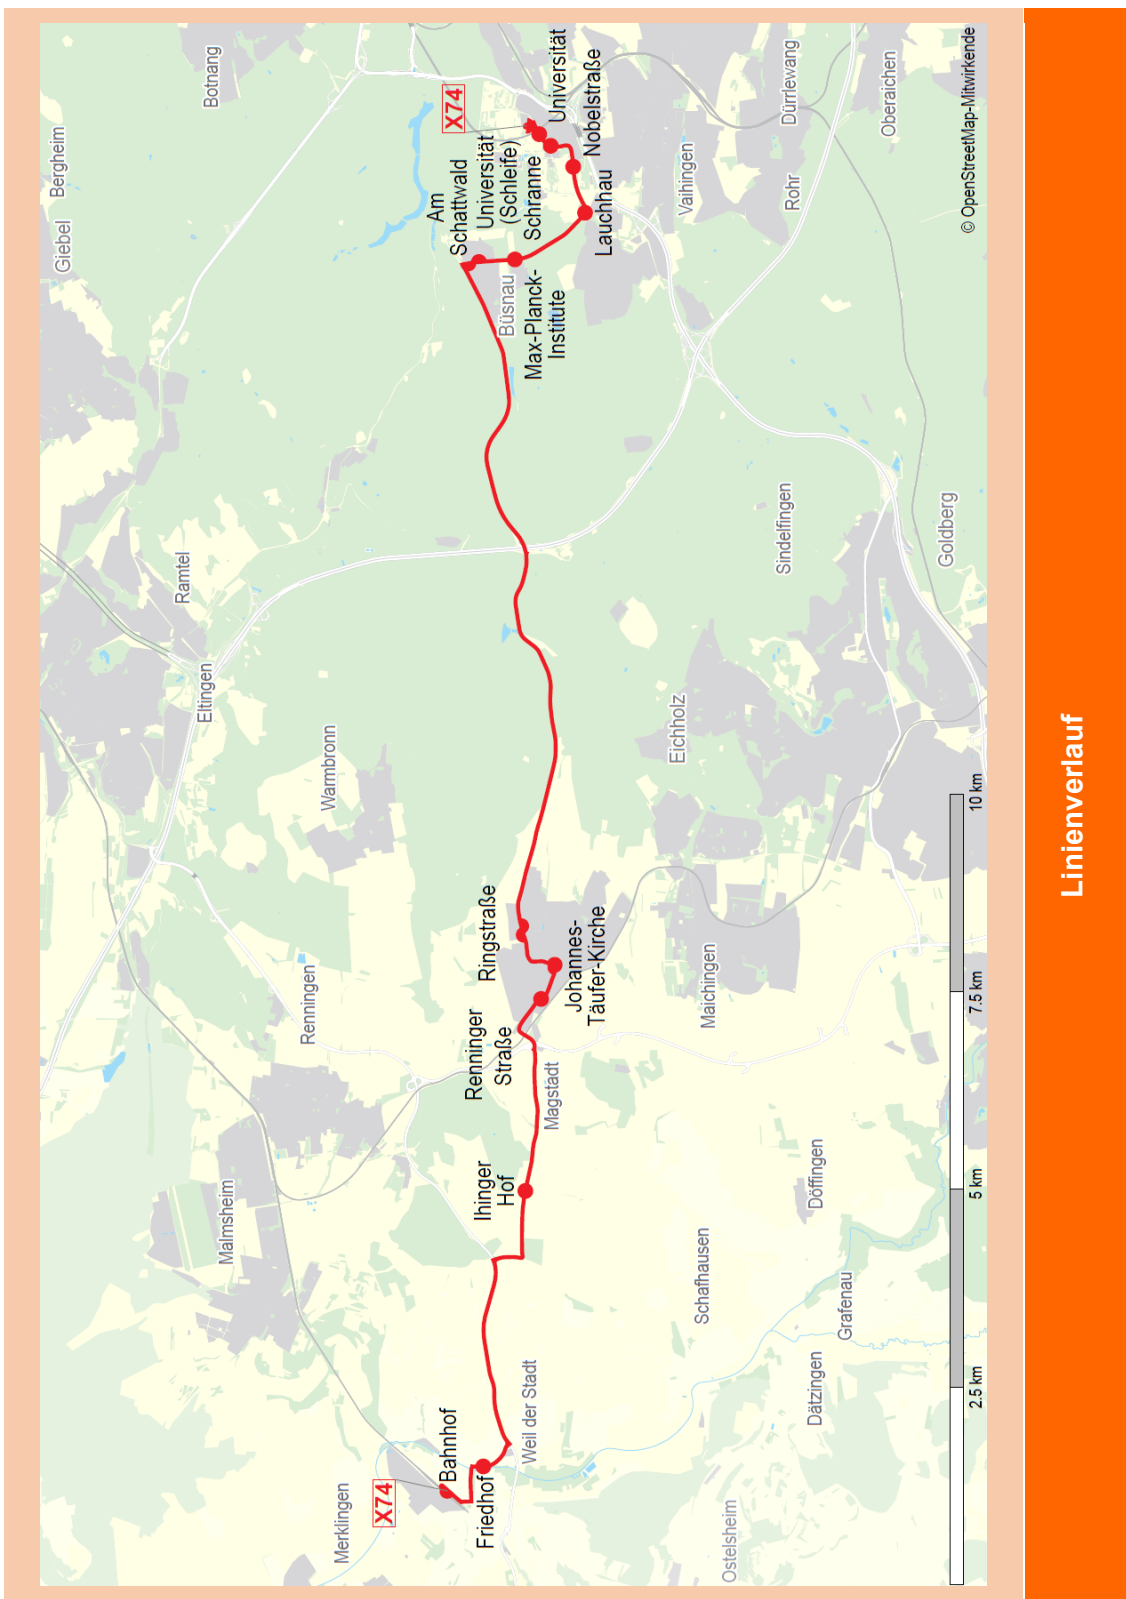 Linienverlauf
Bergheim
Giebel
Botnang
Ramtel
Eltingen
Warmbronn
Renningen
Malmsheim
Merklingen
X74
Bahnhof
Friedhof
Weil der Stadt
Ihinger
Hof
Magstadt
Renninger
Straße
Johannes-
Täufer-Kirche
Ringstraße
Büsnau
Max-Planck-
Institute
Am
Schattwald
Universität
(Schleife)
Schranne
Lauchhau
Nobelstraße
Universität
X74
Vaihingen
Rohr
Dürrlewang
Oberaichen
Sindelfingen
Goldberg
Eichholz
Maichingen
Schafhausen
Döffingen
Grafenau
Dätzingen
Ostelsheim
2.5 km
5 km
7.5 km
10 km
© OpenStreetMap-Mitwirkende